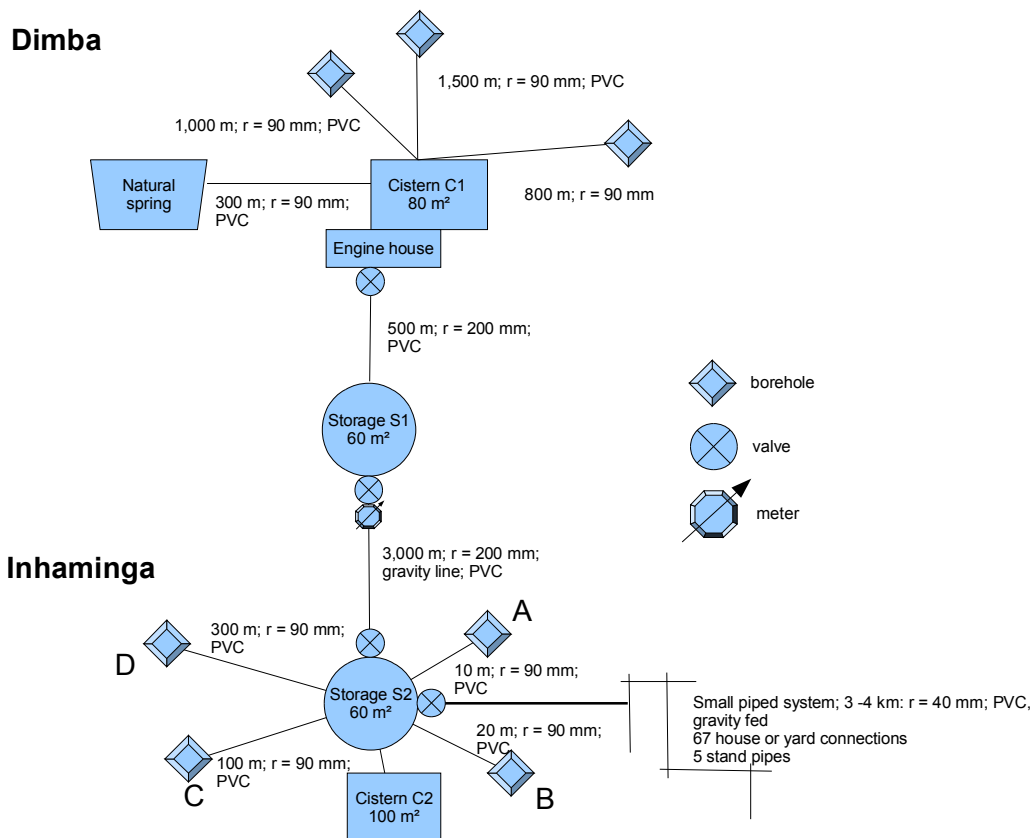 Dimba
1,500 m; r = 90 mm; PVC
1,000 m; r = 90 mm; PVC
Natural
spring
300 m; r = 90 mm;
PVC
Cistern C1
80 m²
800 m; r = 90 mm
Engine house
500 m; r = 200 mm;
PVC
borehole
Storage S1
60 m²
valve
meter
3,000 m; r = 200 mm;
gravity line; PVC
Inhaminga
A
300 m; r = 90 mm;
PVC
D
10 m; r = 90 mm;
PVC
Storage S2
60 m²
Small piped system; 3 -4 km: r = 40 mm; PVC,
gravity fed
67 house or yard connections
5 stand pipes
20 m; r = 90 mm;
PVC
100 m; r = 90 mm;
PVC
C
B
Cistern C2
100 m²